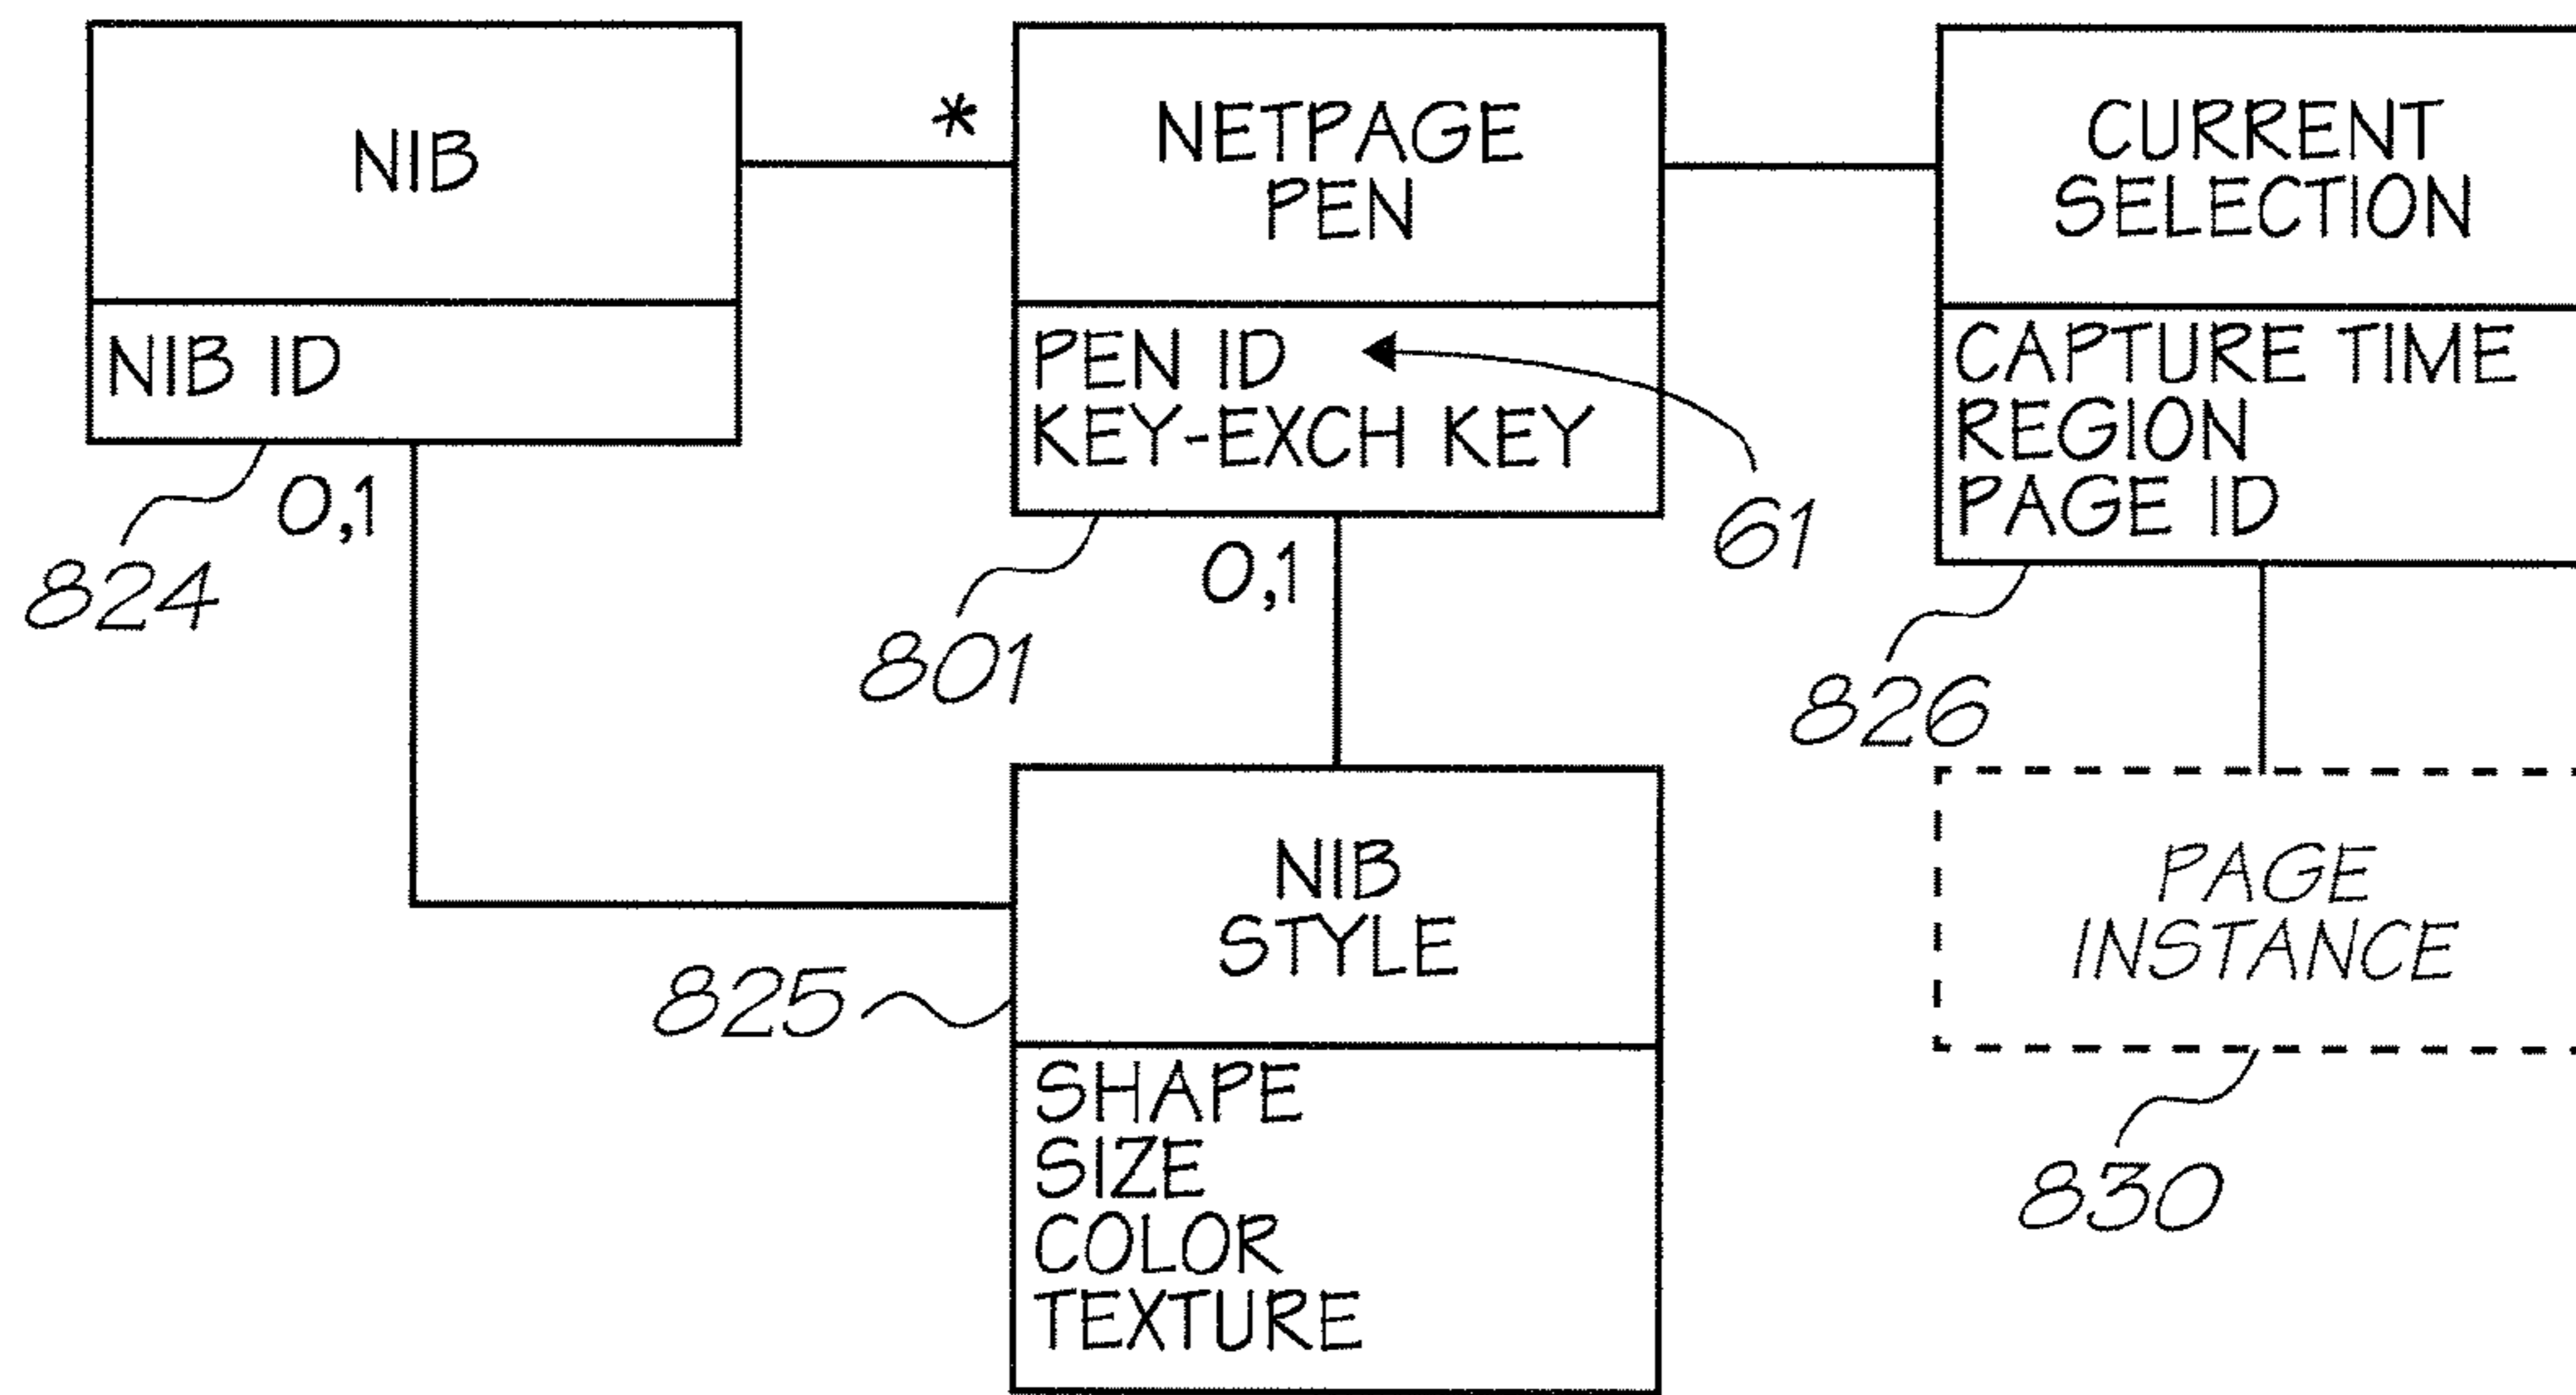 NIB
NIB ID
824
0,1
*
NETPAGE
PEN
PEN ID
KEY-EXCH KEY
61
801
0,1
CURRENT
SELECTION
CAPTURE TIME
REGION
PAGE ID
826
NIB
STYLE
825
SHAPE
SIZE
COLOR
TEXTURE
PAGE
INSTANCE
830